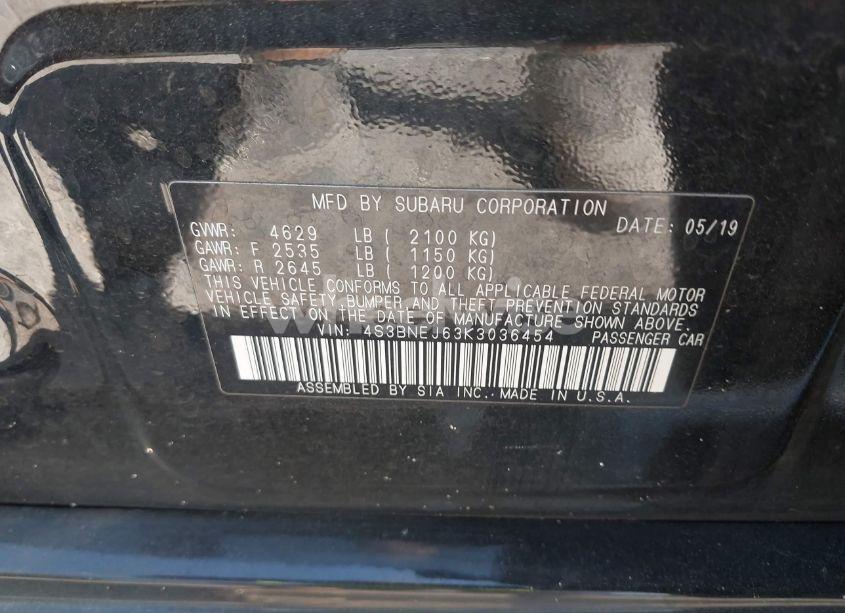 MFD BY SUBARU CORPORATION DATE: 05/19
GVWR: 4629 LB ( 2100 KG)
GAWR: F 2535 LB ( 1150 KG)
GAWR: R 2645 LB ( 1200 KG)
THIS VEHICLE CONFORMS TO ALL APPLICABLE FEDERAL MOTOR
VEHICLE SAFETY,BUMPER,AND THEFT PREVENTION STANDARDS
IN EFFECT ON THE DATE OF MANUFACTURE SHOWN ABOVE.
VIN: 4S3BNEJ63K3036454 PASSENGER CAR
ASSEMBLED BY SIA INC. MADE IN U.S.A.